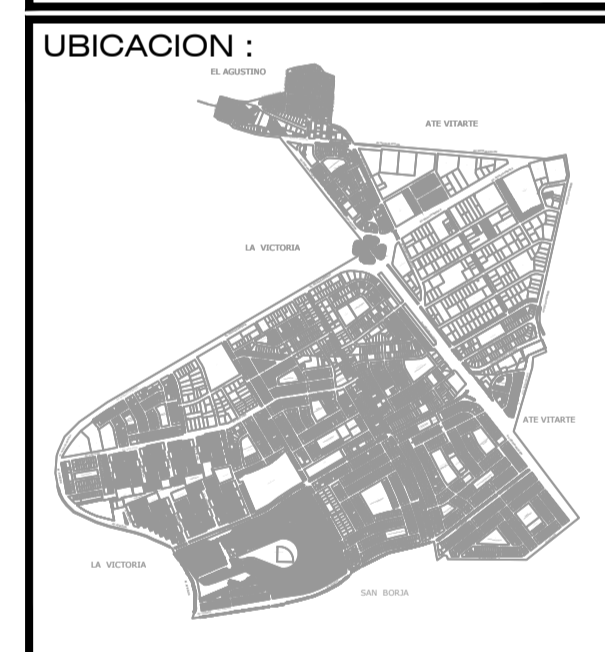 UBICACION :
EL AGUSTINO
ATE VITARTE
LA VICTORIA
ATE VITARTE
LA VICTORIA
SAN BORJA